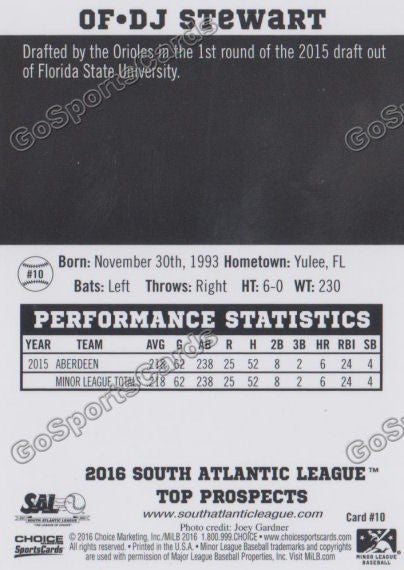 OF•DJ STEWART
Drafted by the Orioles in the 1st round of the 2015 draft out
of Florida State University.
#10
Born: November 30th, 1993 Hometown: Yulee, FL
Bats: Left Throws: Right HT: 6-0 WT: 230
PERFORMANCE STATISTICS
YEAR TEAM AVG G AB R H 2B 3B HR RBI SB
2015 ABERDEEN .218 62 238 25 52 8 2 6 24 4
MINOR LEAGUE TOTALS .218 62 238 25 52 8 2 6 24 4
2016 SOUTH ATLANTIC LEAGUE™
TOP PROSPECTS
www.southatlanticleague.com
Photo credit: Joey Gardner
Card #10
SAL
SOUTH ATLANTIC LEAGUE
CHOICE
SportsCards
©2016 Choice Marketing, Inc./MiLB 2016 1.800.999.CHOICE • www.choicesportscards.com
All rights reserved. • Printed in the U.S.A. • Minor League Baseball trademarks and copyrights
are used with permission of Major League Baseball Properties, Inc. Visit MiLB.com
MINOR LEAGUE
BASEBALL
GoSportsCards
GoSportsCards
GoSportsCards
GoSportsCards